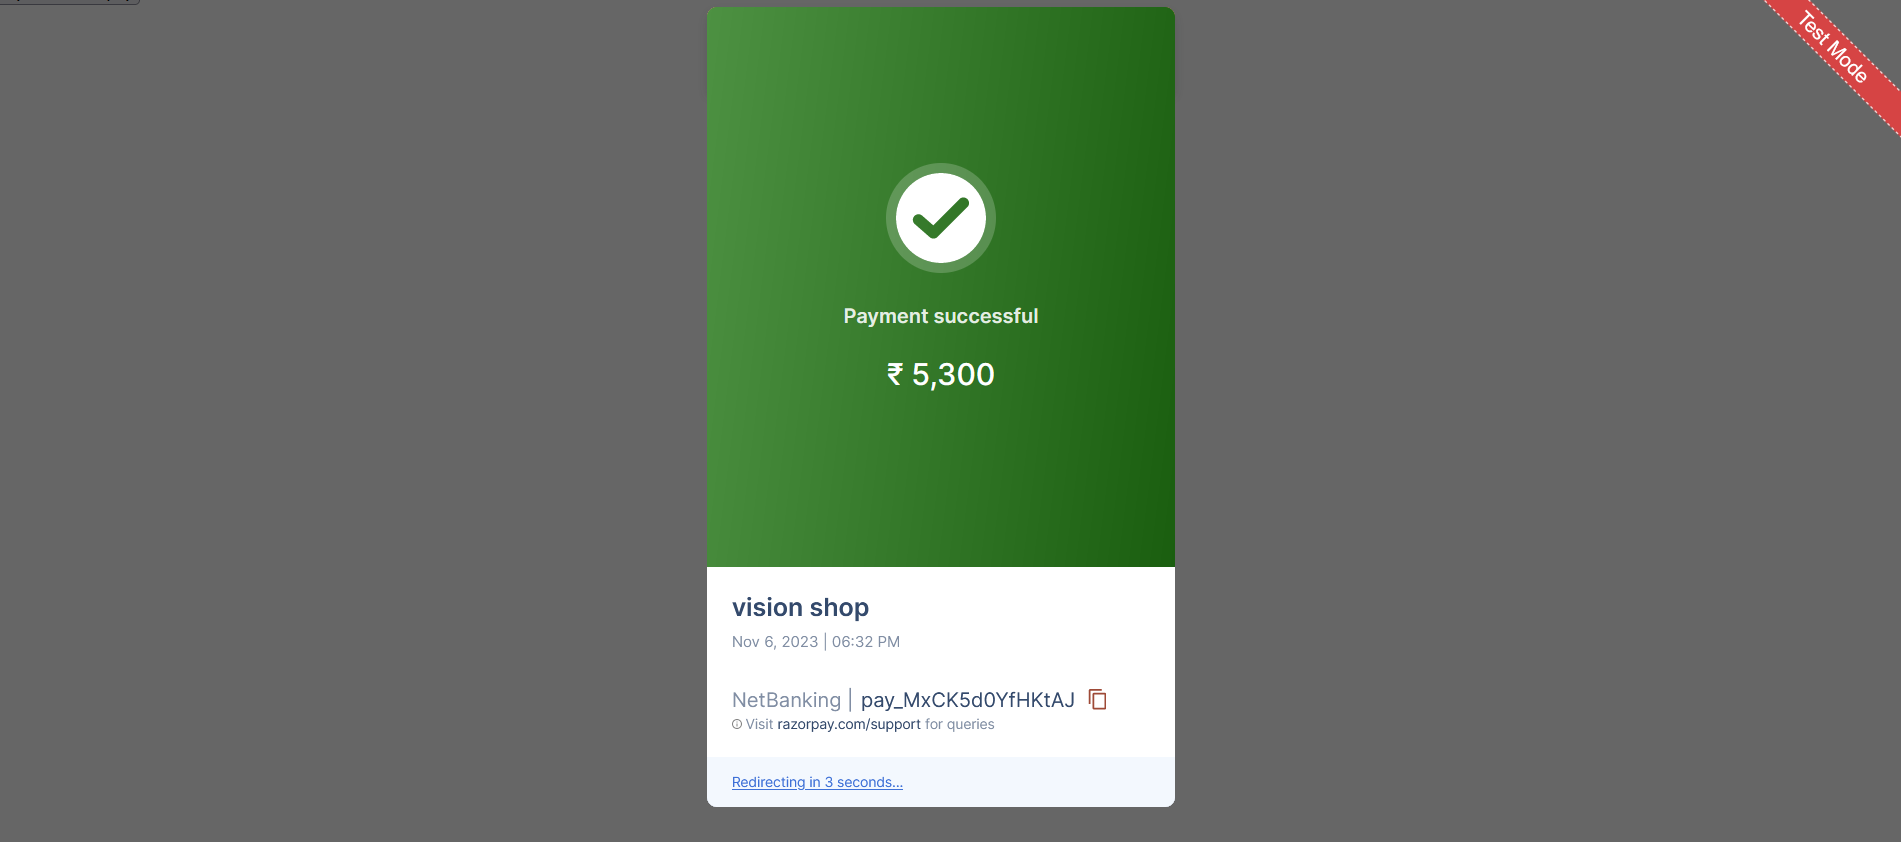 Test Mode
Payment successful
₹ 5,300
vision shop
Nov 6, 2023 | 06:32 PM
NetBanking | pay_MxCK5d0YfHKtAJ
Visit razorpay.com/support for queries
Redirecting in 3 seconds...